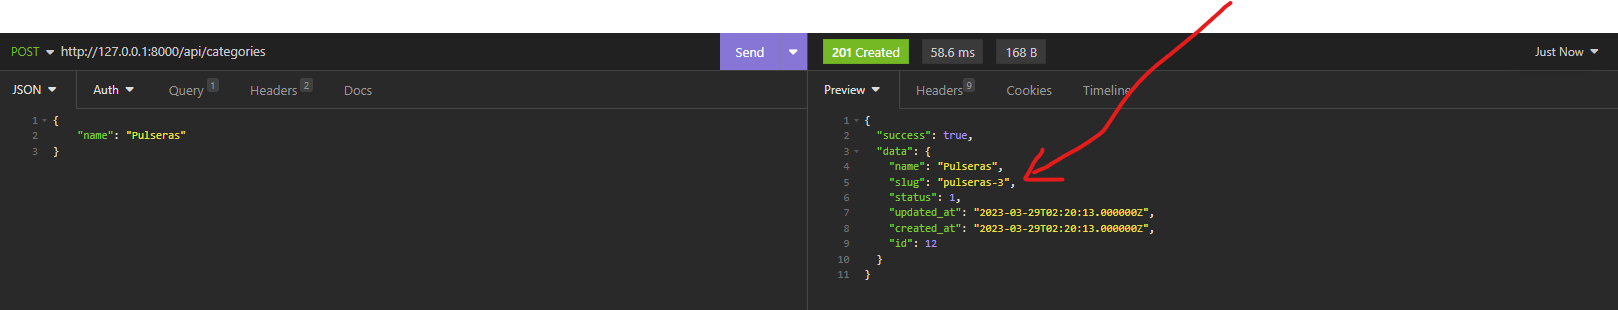 POST http://127.0.0.1:8000/api/categories Send 201 Created 58.6 ms 168 B Just Now
JSON Auth Query 1 Headers 2 Docs Preview Headers 9 Cookies Timeline
1 {
2 "name": "Pulseras"
3 }
1 {
2 "success": true,
3 "data": {
4 "name": "Pulseras",
5 "slug": "pulseras-3",
6 "status": 1,
7 "updated_at": "2023-03-29T02:20:13.000000Z",
8 "created_at": "2023-03-29T02:20:13.000000Z",
9 "id": 12
10 }
11 }